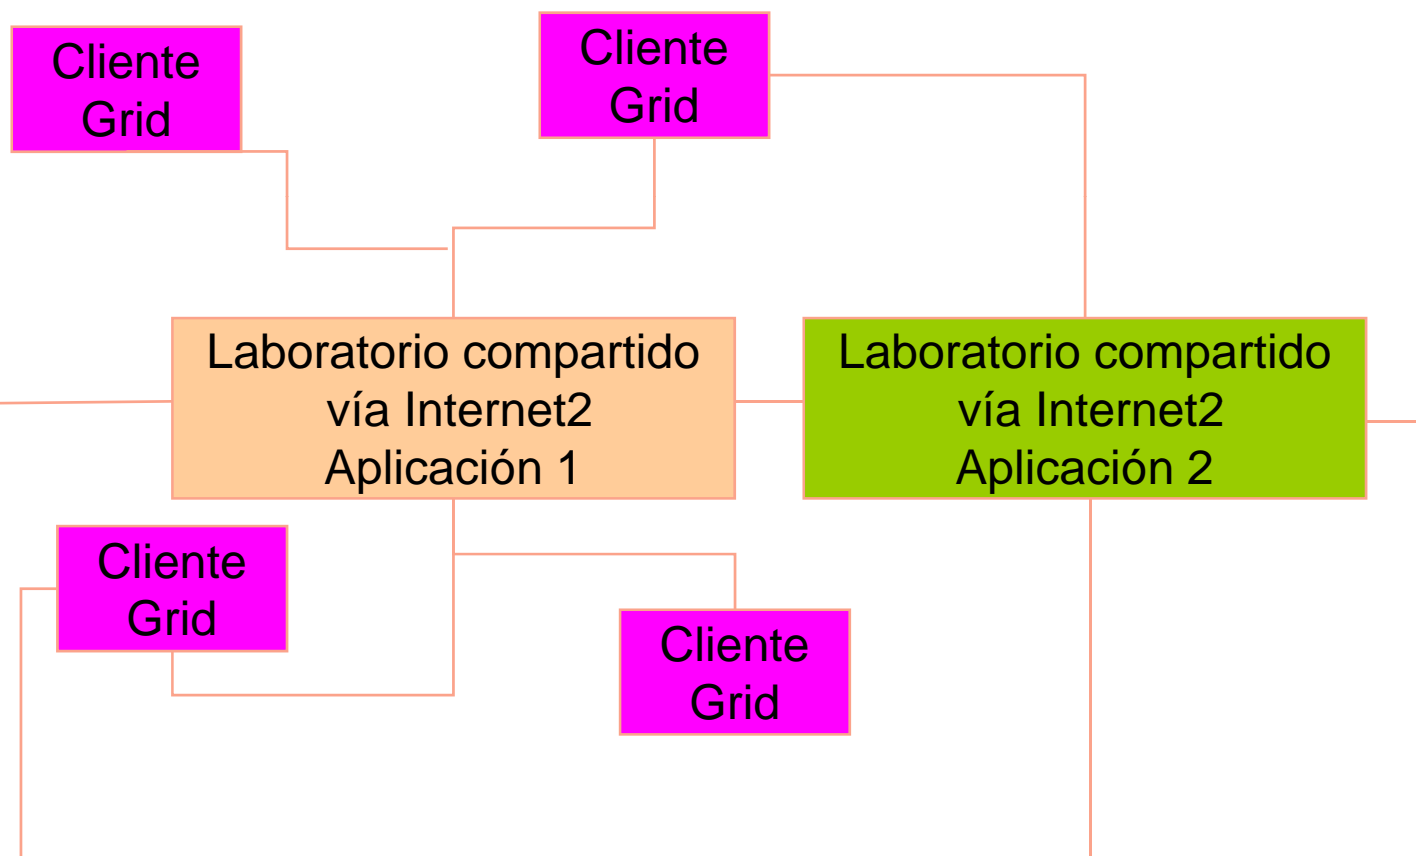 Cliente
Grid
Cliente
Grid
Laboratorio compartido
vía Internet2
Aplicación 1
Laboratorio compartido
vía Internet2
Aplicación 2
Cliente
Grid
Cliente
Grid